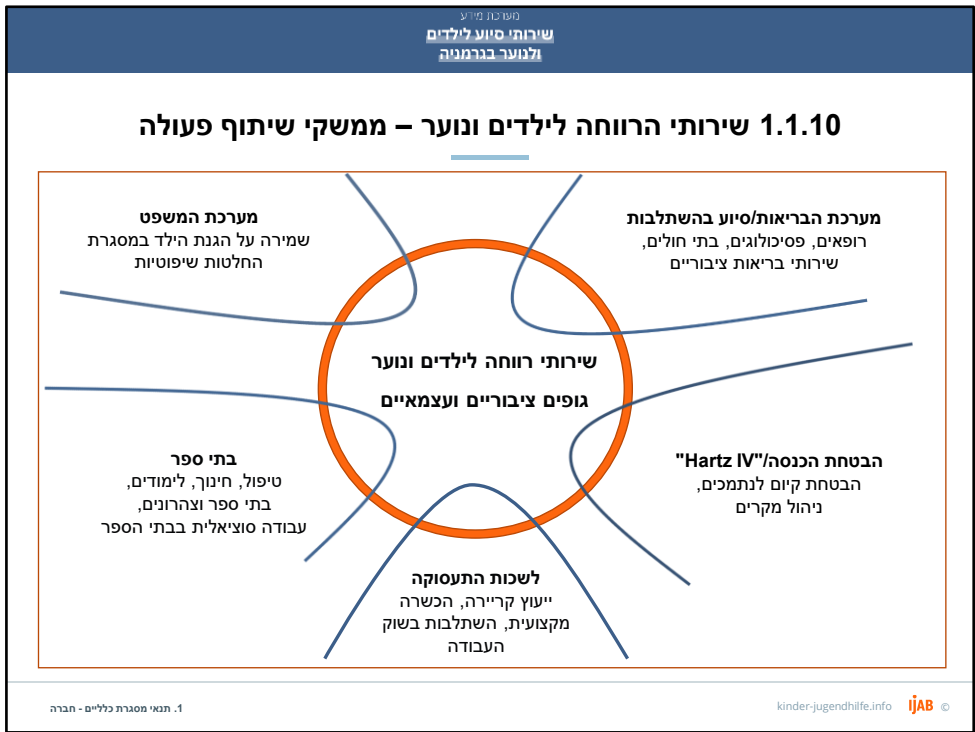 מערכת מידע
שירותי סיוע לילדים
ולנוער בגרמניה
1.1.10 שירותי הרווחה לילדים ונוער – ממשקי שיתוף פעולה
מערכת הבריאות/סיוע בהשתלבות
רופאים, פסיכולוגים, בתי חולים,
שירותי בריאות ציבוריים
מערכת המשפט
שמירה על הגנת הילד במסגרת
החלטות שיפוטיות
שירותי רווחה לילדים ונוער
גופים ציבוריים ועצמאיים
הבטחת הכנסה/"Hartz IV"
הבטחת קיום לנתמכים,
ניהול מקרים
בתי ספר
טיפול, חינוך, לימודים,
בתי ספר וצהרונים,
עבודה סוציאלית בבתי הספר
לשכות התעסוקה
ייעוץ קריירה, הכשרה
מקצועית, השתלבות בשוק
העבודה
1. תנאי מסגרת כלליים - חברה
kinder-jugendhilfe.info IJAB ©